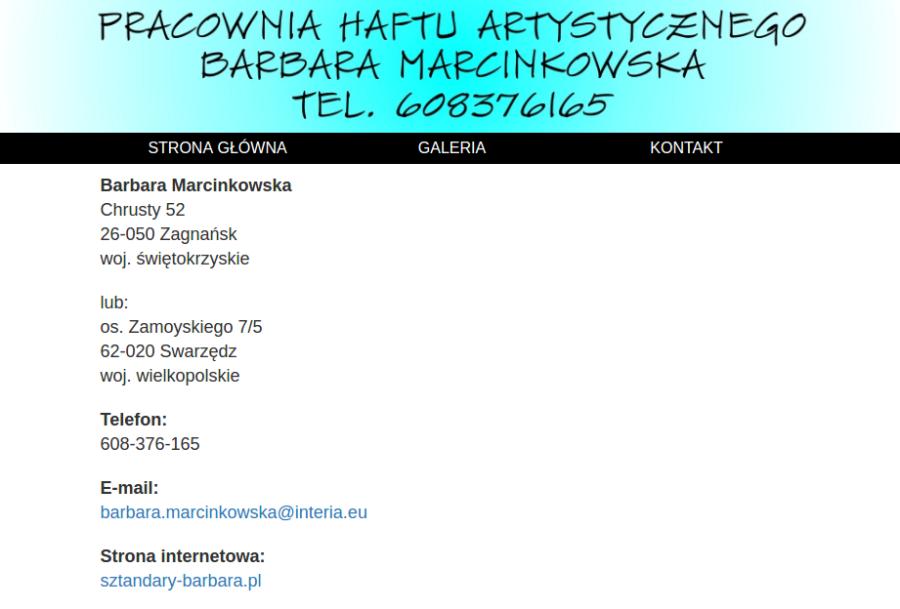 PRACOWNIA HAFTU ARTYSTYCZNEGO
BARBARA MARCINKOWSKA
TEL. 608376165
STRONA GŁÓWNA GALERIA KONTAKT
Barbara Marcinkowska
Chrusty 52
26-050 Zagnańsk
woj. świętokrzyskie
lub:
os. Zamoyskiego 7/5
62-020 Swarzędz
woj. wielkopolskie
Telefon:
608-376-165
E-mail:
barbara.marcinkowska@interia.eu
Strona internetowa:
sztandary-barbara.pl